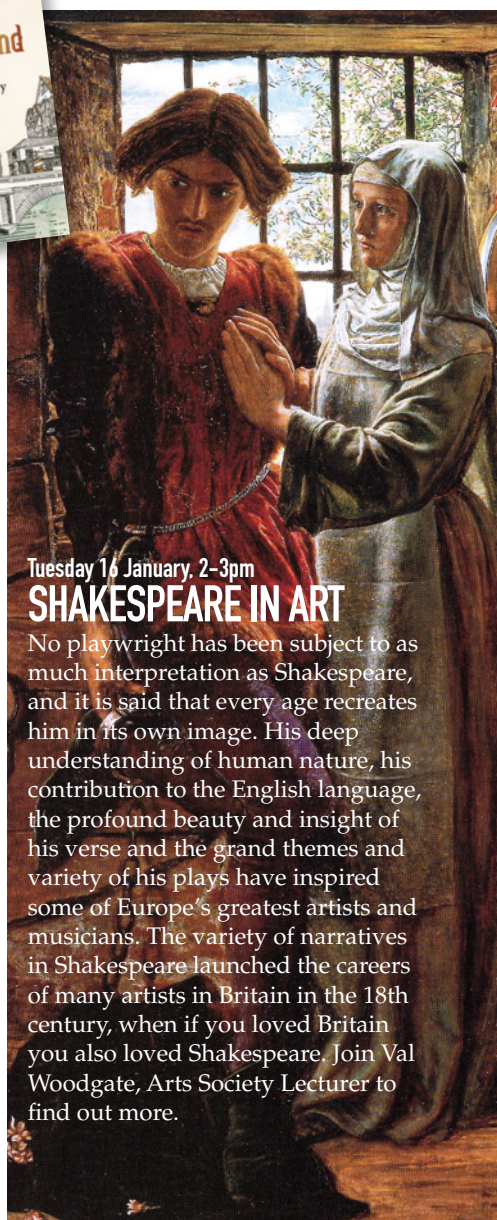 nd
y
Tuesday 16 January, 2–3pm
SHAKESPEARE IN ART
No playwright has been subject to as
much interpretation as Shakespeare,
and it is said that every age recreates
him in its own image. His deep
understanding of human nature, his
contribution to the English language,
the profound beauty and insight of
his verse and the grand themes and
variety of his plays have inspired
some of Europe’s greatest artists and
musicians. The variety of narratives
in Shakespeare launched the careers
of many artists in Britain in the 18th
century, when if you loved Britain
you also loved Shakespeare. Join Val
Woodgate, Arts Society Lecturer to
find out more.